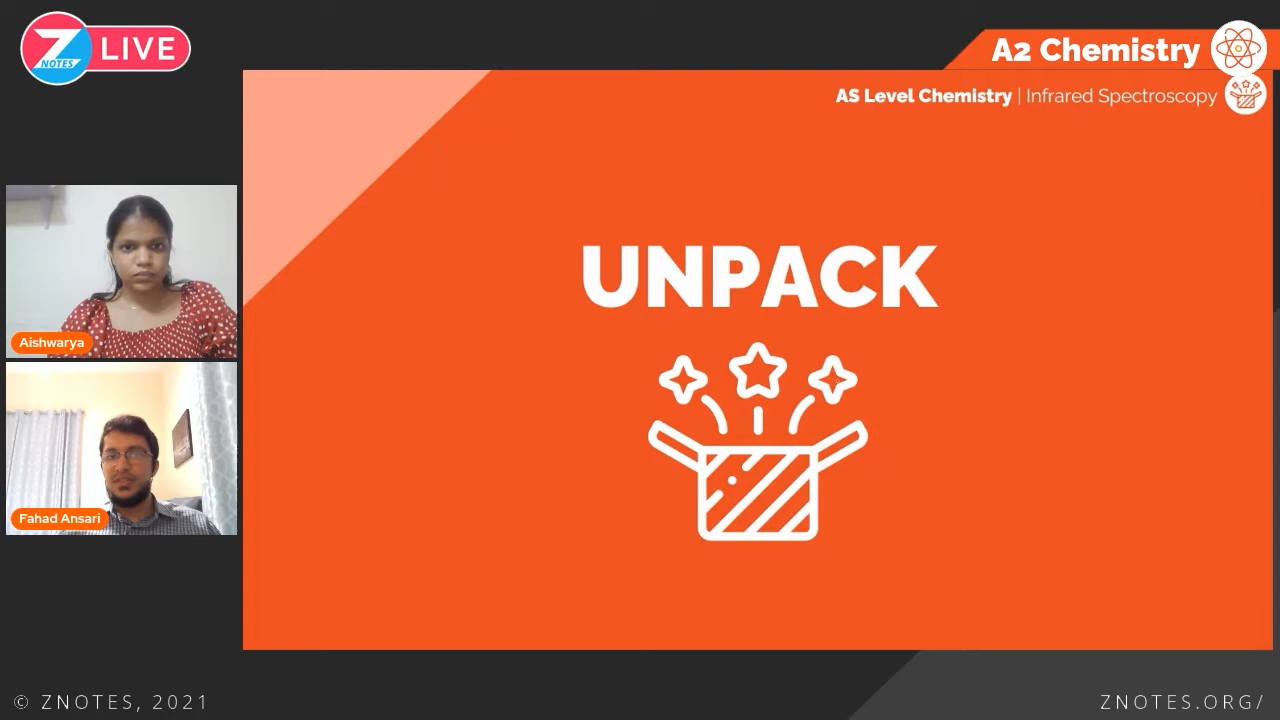 Z NOTES LIVE
A2 Chemistry
AS Level Chemistry | Infrared Spectroscopy
UNPACK
Aishwarya
Fahad Ansari
© ZNOTES, 2021
ZNOTES.ORG/